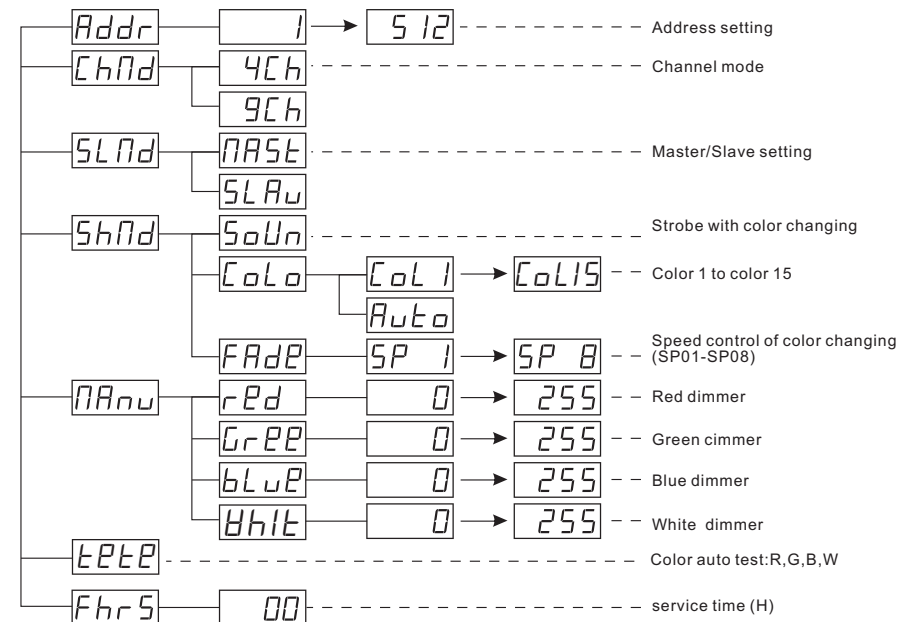 Addr 1 512 Address setting
ChMd 4Ch Channel mode
9Ch
SLMd MASt Master/Slave setting
SLAv
ShMd SoUn Strobe with color changing
CoLo CoL1 CoL15 Color 1 to color 15
Auto
FAde SP 1 SP 8 Speed control of color changing
(SP01-SP08)
MAnu red 0 255 Red dimmer
Gree 0 255 Green cimmer
bLue 0 255 Blue dimmer
WhIt 0 255 White dimmer
tete Color auto test:R,G,B,W
FhrS 00 service time (H)